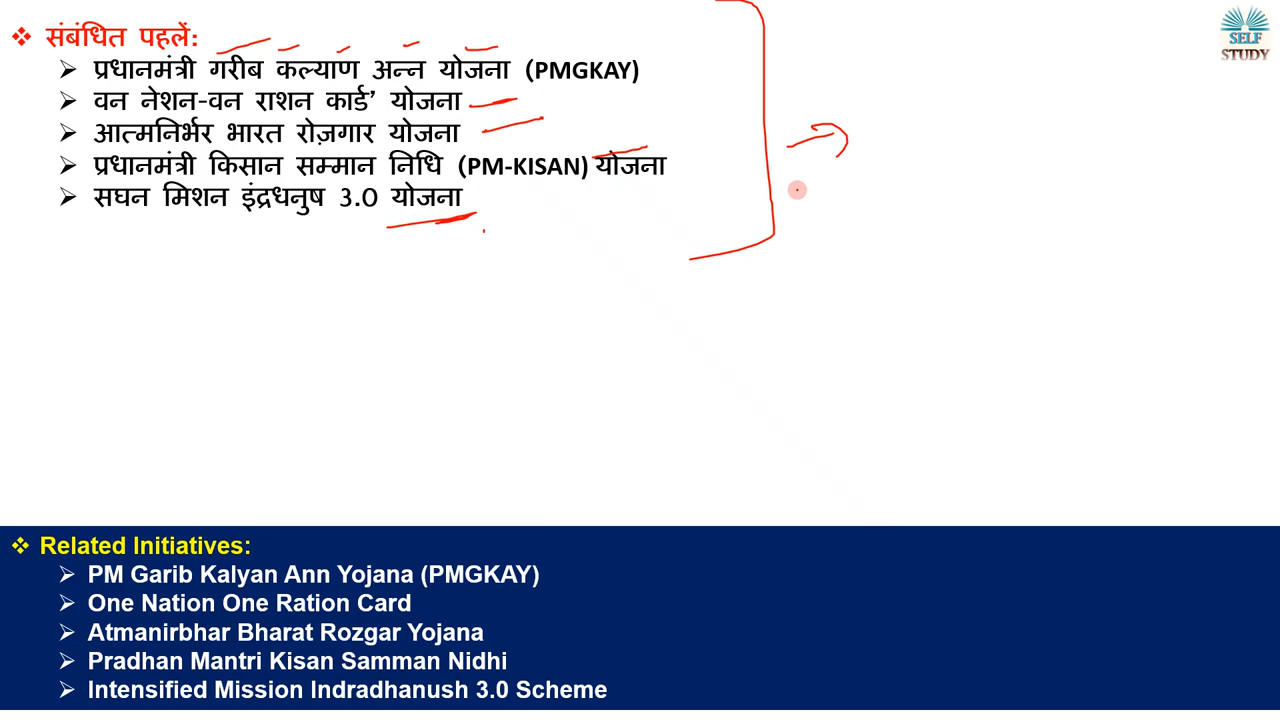 ❖ संबंधित पहलें:
➢ प्रधानमंत्री गरीब कल्याण अन्न योजना (PMGKAY)
➢ वन नेशन-वन राशन कार्ड’ योजना
➢ आत्मनिर्भर भारत रोज़गार योजना
➢ प्रधानमंत्री किसान सम्मान निधि (PM-KISAN) योजना
➢ सघन मिशन इंद्रधनुष 3.0 योजना
SELF
STUDY
❖ Related Initiatives:
➢ PM Garib Kalyan Ann Yojana (PMGKAY)
➢ One Nation One Ration Card
➢ Atmanirbhar Bharat Rozgar Yojana
➢ Pradhan Mantri Kisan Samman Nidhi
➢ Intensified Mission Indradhanush 3.0 Scheme